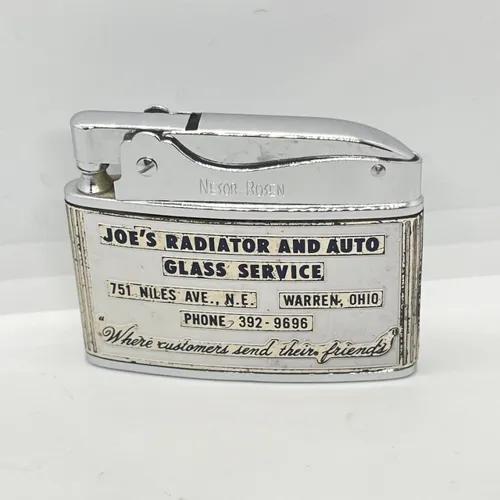 NESOR-ROSEN
JOE'S RADIATOR AND AUTO
GLASS SERVICE
751 NILES AVE., N.E. WARREN, OHIO
PHONE 392-9696
"Where customers send their friends"